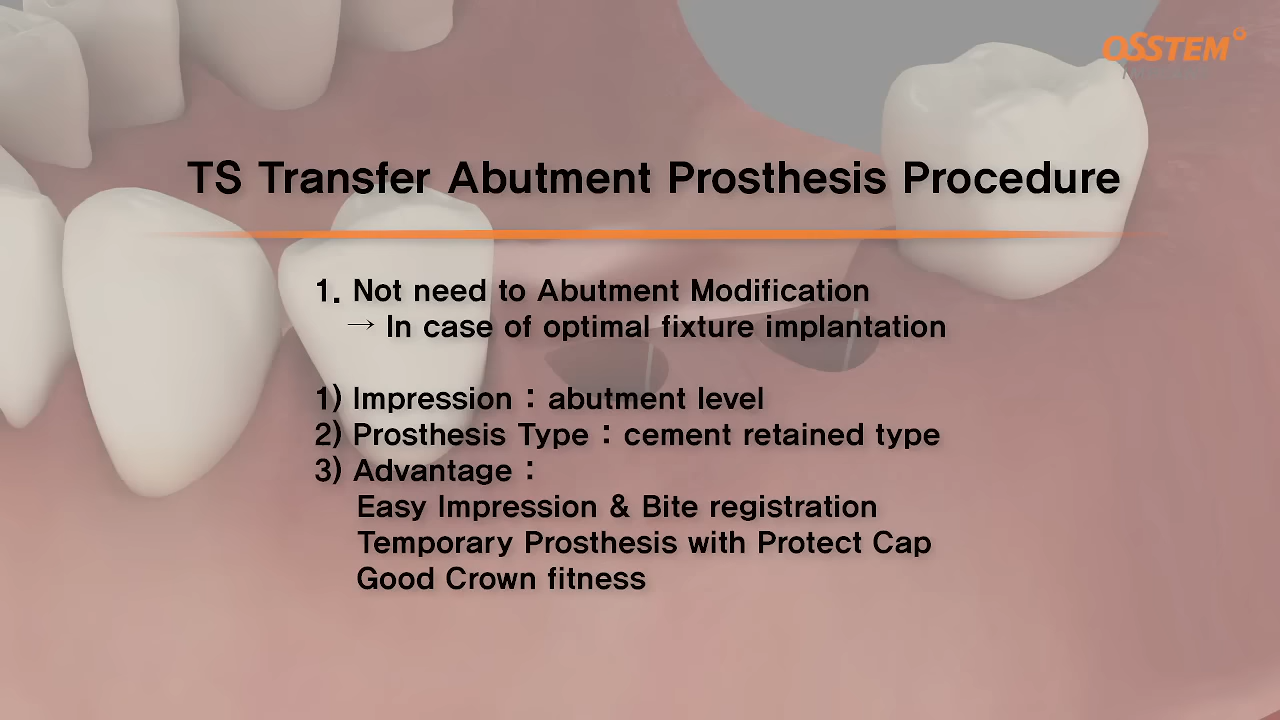 OSSTEM
TS Transfer Abutment Prosthesis Procedure
1. Not need to Abutment Modification
→ In case of optimal fixture implantation
1) Impression : abutment level
2) Prosthesis Type : cement retained type
3) Advantage :
Easy Impression & Bite registration
Temporary Prosthesis with Protect Cap
Good Crown fitness